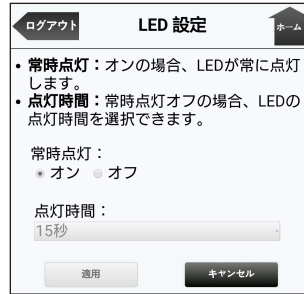 ログアウト
LED 設定
ホーム
• 常時点灯：オンの場合、LEDが常に点灯
します。
• 点灯時間：常時点灯オフの場合、LEDの
点灯時間を選択できます。
常時点灯：
オン オフ
点灯時間：
15秒
適用 キャンセル